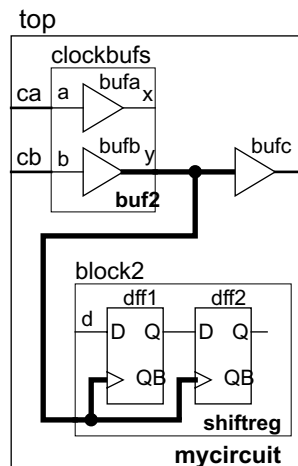 top
clockbufs
ca a bufa x
cb b bufb y bufc
buf2
block2
d dff1 dff2
D Q D Q
QB QB
shiftreg
mycircuit